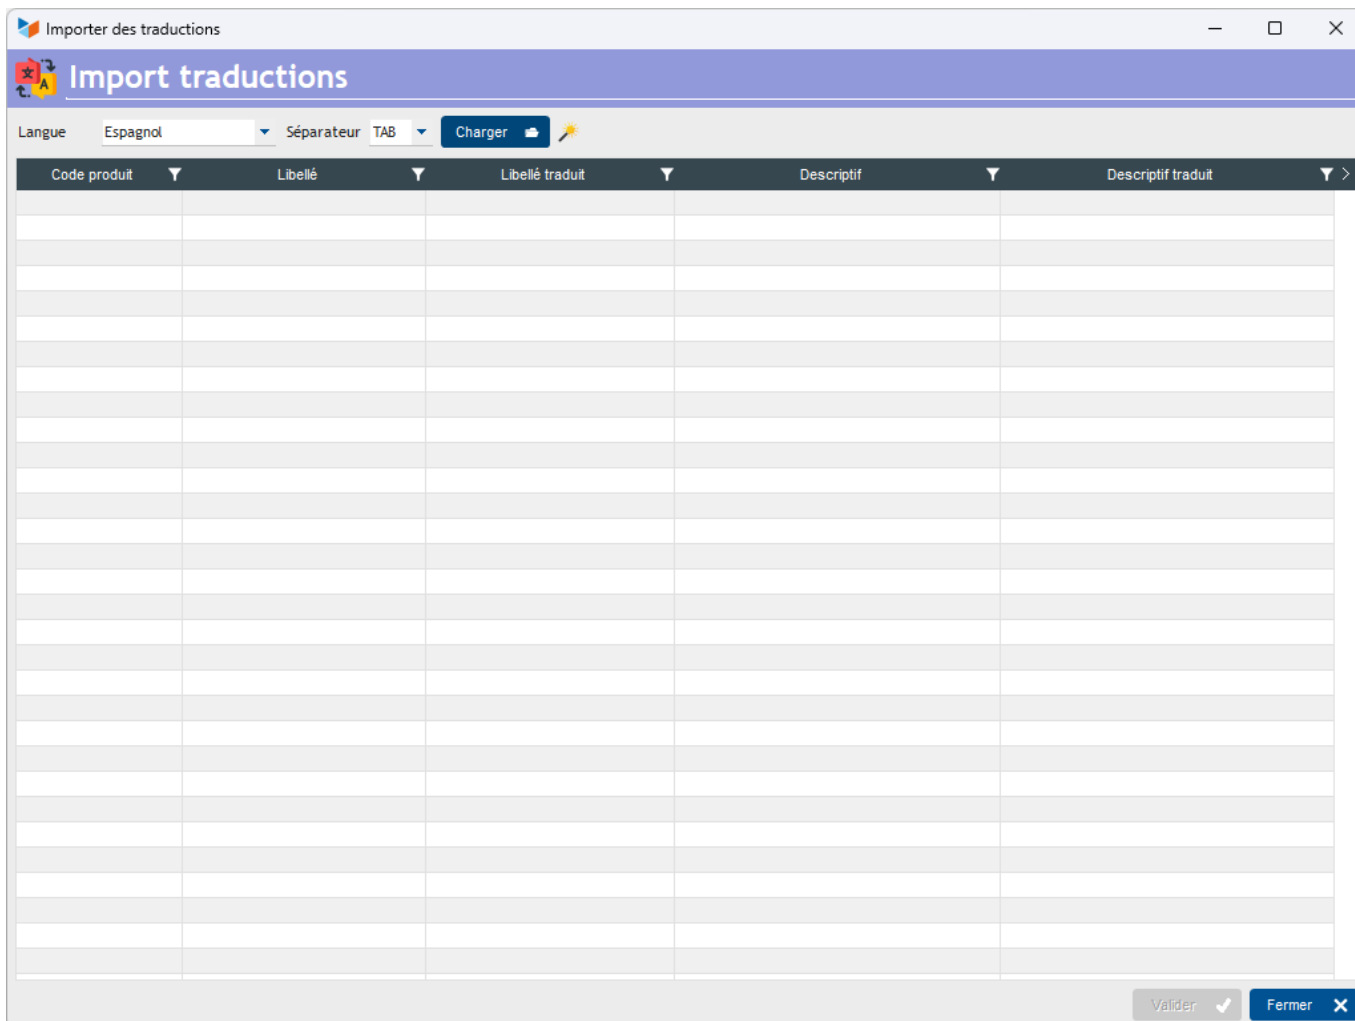 Importer des traductions
Import traductions
Langue Espagnol Séparateur TAB Charger
Code produit Libellé Libellé traduit Descriptif Descriptif traduit
Valider Fermer